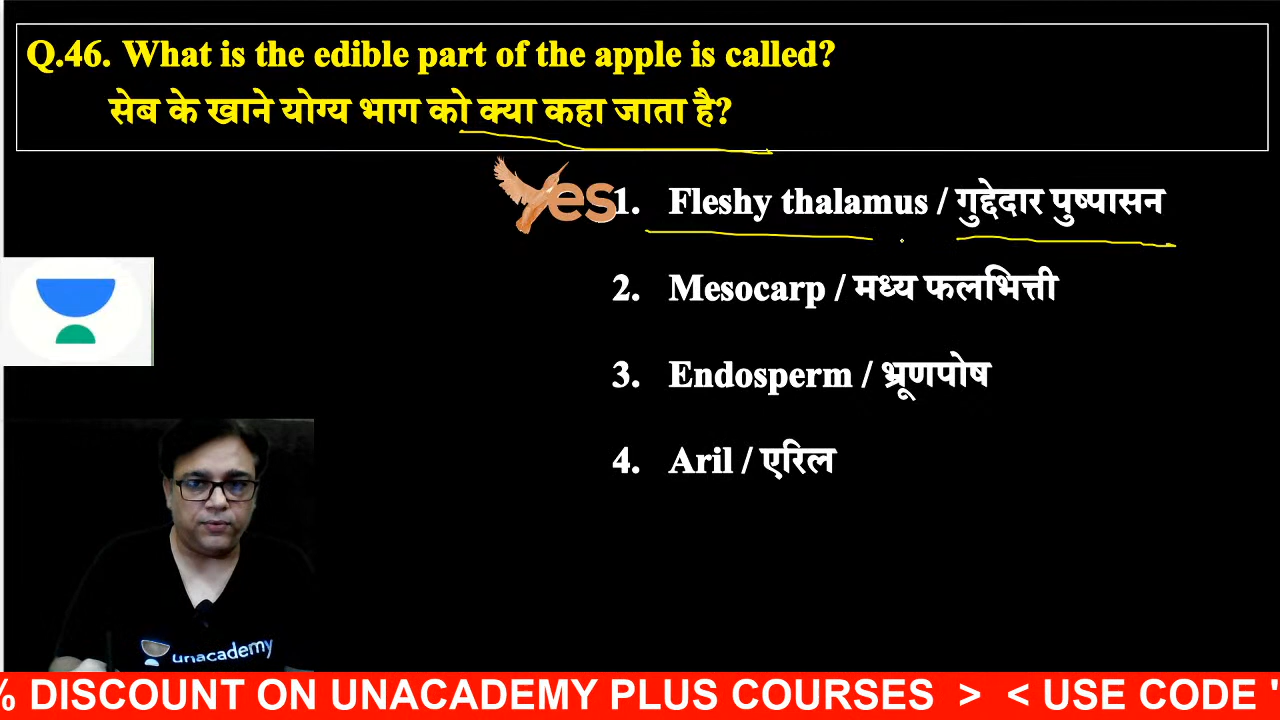 Q.46. What is the edible part of the apple is called?
सेब के खाने योग्य भाग को क्या कहा जाता है?
Yes
1. Fleshy thalamus / गुद्देदार पुष्पासन
2. Mesocarp / मध्य फलभित्ती
3. Endosperm / भ्रूणपोष
4. Aril / एरिल
unacademy
% DISCOUNT ON UNACADEMY PLUS COURSES > < USE CODE "